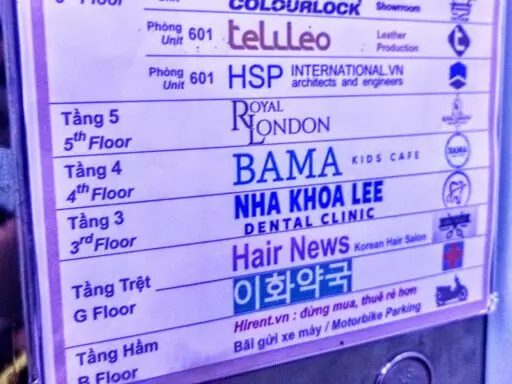 Floor
COLOURLOCK Showroom
Phòng Unit 601 teluleo Leather Production
Phòng Unit 601 HSP INTERNATIONAL.VN architects and engineers
Tầng 5
5th Floor
ROYAL LONDON
Tầng 4
4th Floor
BAMA KIDS CAFE
BAMA
Tầng 3
3rd Floor
NHA KHOA LEE
DENTAL CLINIC
Tầng Trệt
G Floor
Hair News Korean Hair Salon
이화약국
Hirent.vn : đừng mua, thuê rẻ hơn
Tầng Hầm
B Floor
Bãi gửi xe máy / Motorbike Parking